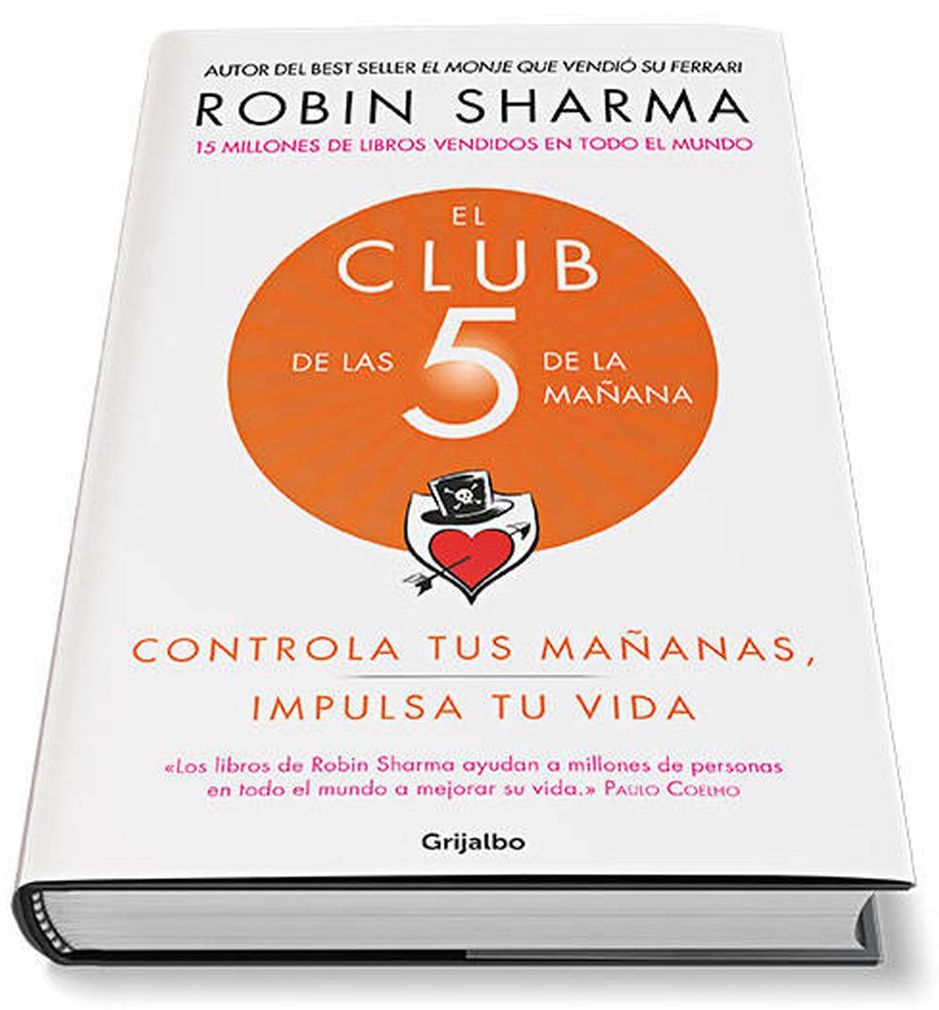 AUTOR DEL BEST SELLER EL MONJE QUE VENDIÓ SU FERRARI
ROBIN SHARMA
15 MILLONES DE LIBROS VENDIDOS EN TODO EL MUNDO
EL
CLUB
DE LAS 5 DE LA
MAÑANA
CONTROLA TUS MAÑANAS,
IMPULSA TU VIDA
«Los libros de Robin Sharma ayudan a millones de personas
en todo el mundo a mejorar su vida.» PAULO COELHO
Grijalbo